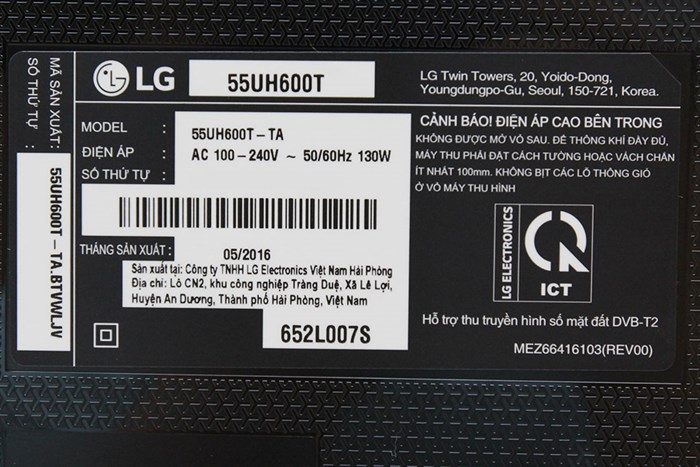 MÃ SẢN XUẤT :
SỐ THỨ TỰ :
55UH600T - TA.BTVWLJV
LG
55UH600T
LG Twin Towers, 20, Yoido-Dong,
Youngdungpo-Gu, Seoul, 150-721, Korea.
MODEL : 55UH600T-TA
ĐIỆN ÁP : AC 100-240V ~ 50/60Hz 130W
SỐ THỨ TỰ :
THÁNG SẢN XUẤT : 05/2016
Sản xuất tại: Công ty TNHH LG Electronics Việt Nam Hải Phòng
Địa chỉ: Lô CN2, khu công nghiệp Tràng Duệ, Xã Lê Lợi,
Huyện An Dương, Thành phố Hải Phòng, Việt Nam
652L007S
CẢNH BÁO! ĐIỆN ÁP CAO BÊN TRONG
KHÔNG ĐƯỢC MỞ VỎ SAU. ĐỂ THÔNG KHÍ ĐẦY ĐỦ,
MÁY THU PHẢI ĐẶT CÁCH TƯỜNG HOẶC VÁCH CHẮN
ÍT NHẤT 100mm. KHÔNG BỊT CÁC LỖ THÔNG GIÓ
Ở VỎ MÁY THU HÌNH
LG ELECTRONICS
ICT
Hỗ trợ thu truyền hình số mặt đất DVB-T2
MEZ66416103(REV00)